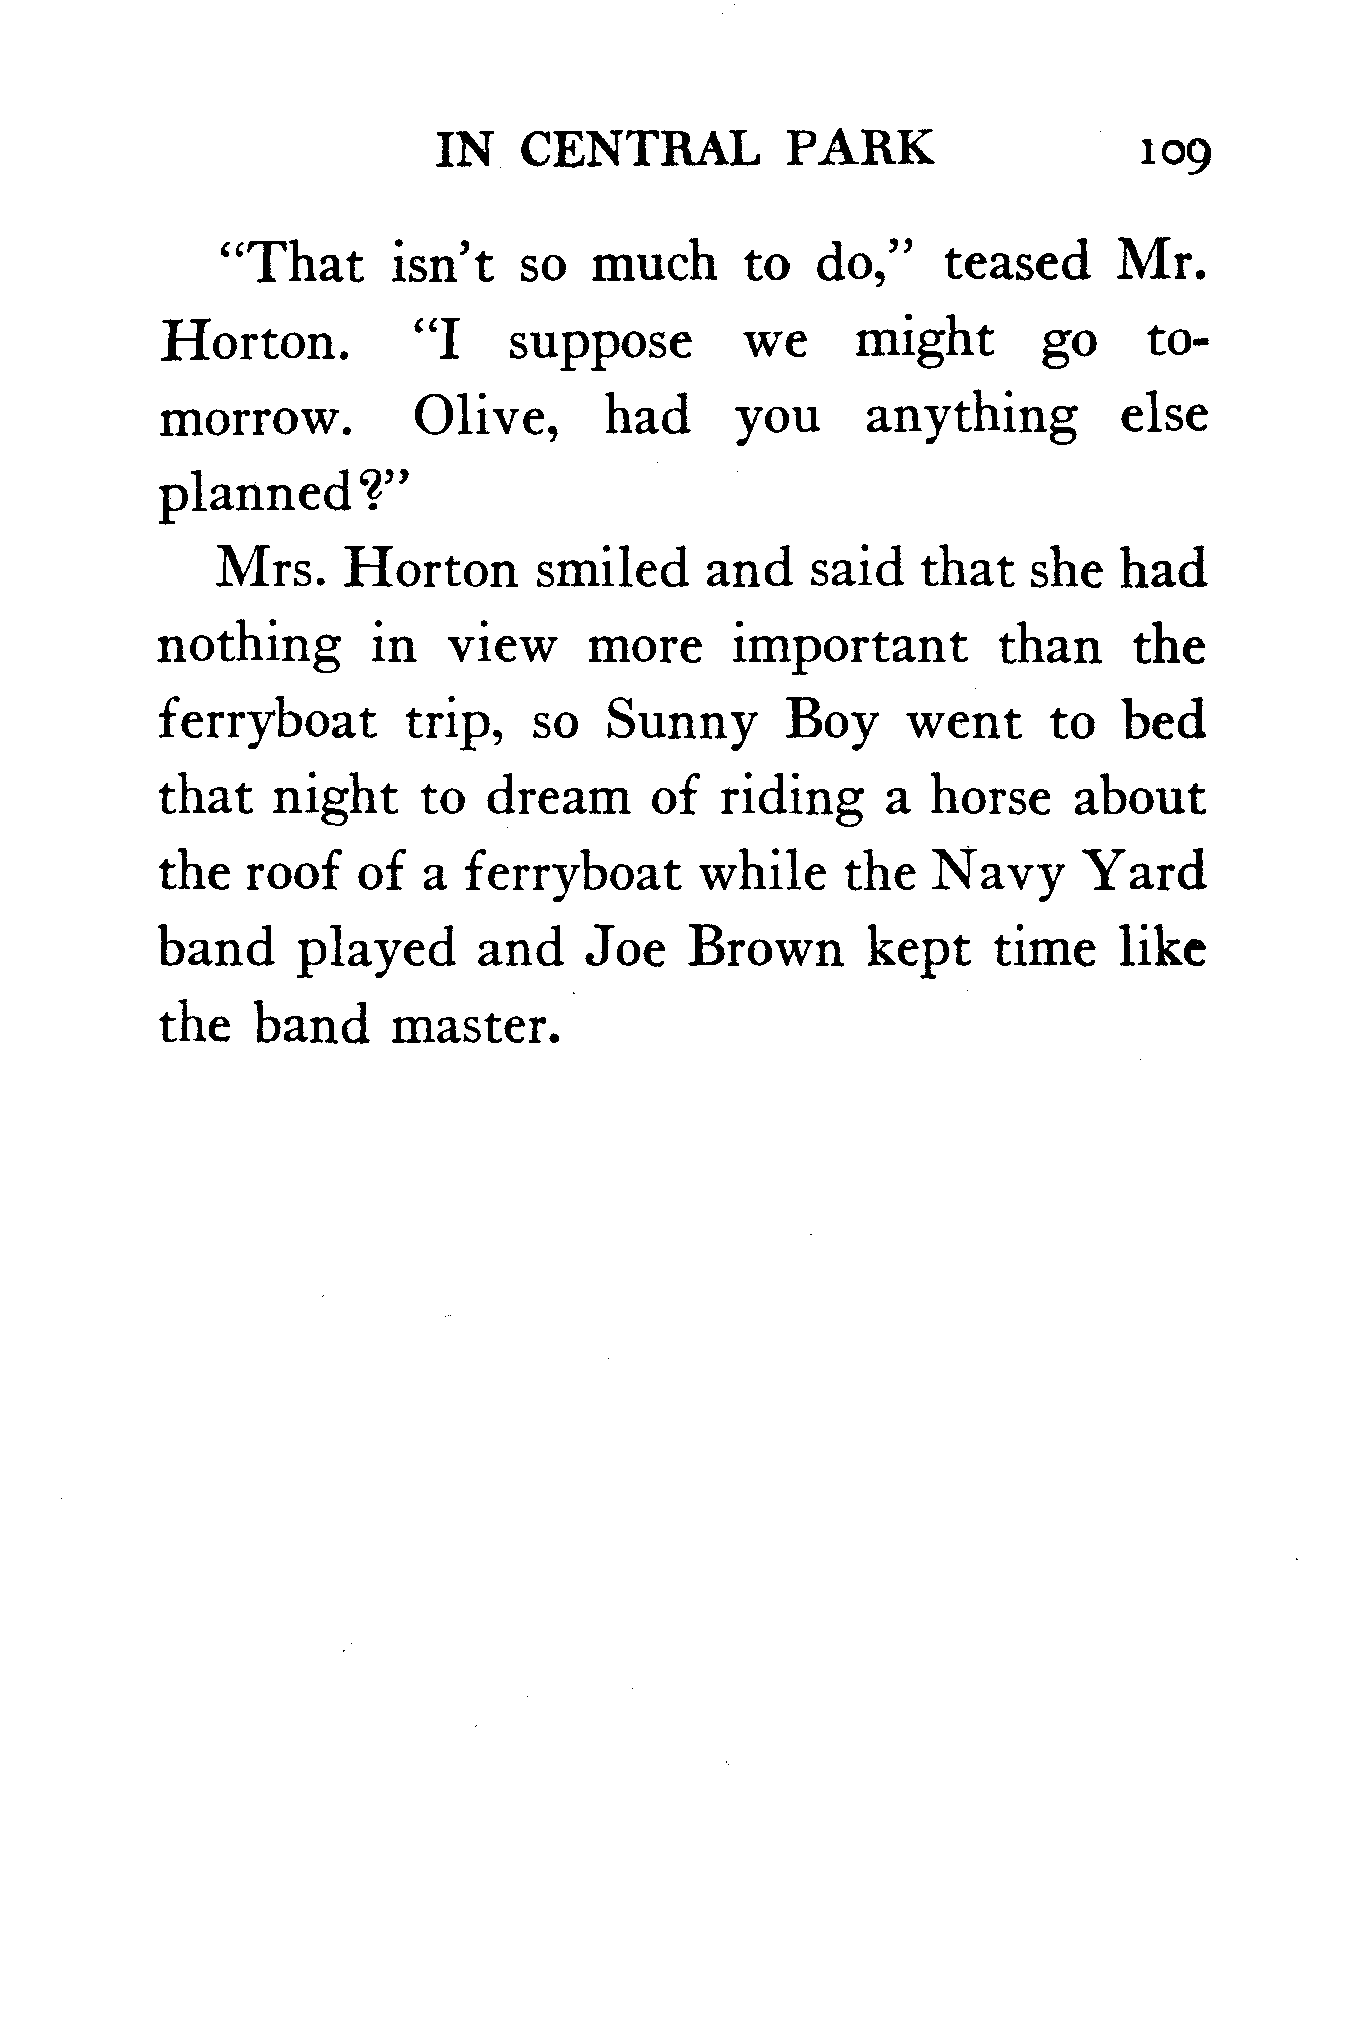 IN CENTRAL PARK 109
“That isn’t so much to do,” teased Mr.
Horton. “I suppose we might go to-
morrow. Olive, had you anything else
planned?”
Mrs. Horton smiled and said that she had
nothing in view more important than the
ferryboat trip, so Sunny Boy went to bed
that night to dream of riding a horse about
the roof of a ferryboat while the Navy Yard
band played and Joe Brown kept time like
the band master.